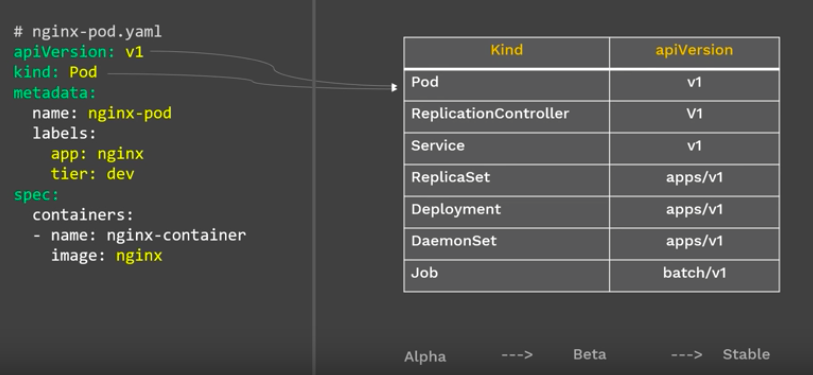 # nginx-pod.yaml
apiVersion: v1
kind: Pod
metadata:
  name: nginx-pod
  labels:
    app: nginx
    tier: dev
spec:
  containers:
  - name: nginx-container
    image: nginx
Kind apiVersion
Pod v1
ReplicationController V1
Service v1
ReplicaSet apps/v1
Deployment apps/v1
DaemonSet apps/v1
Job batch/v1
Alpha ---> Beta ---> Stable